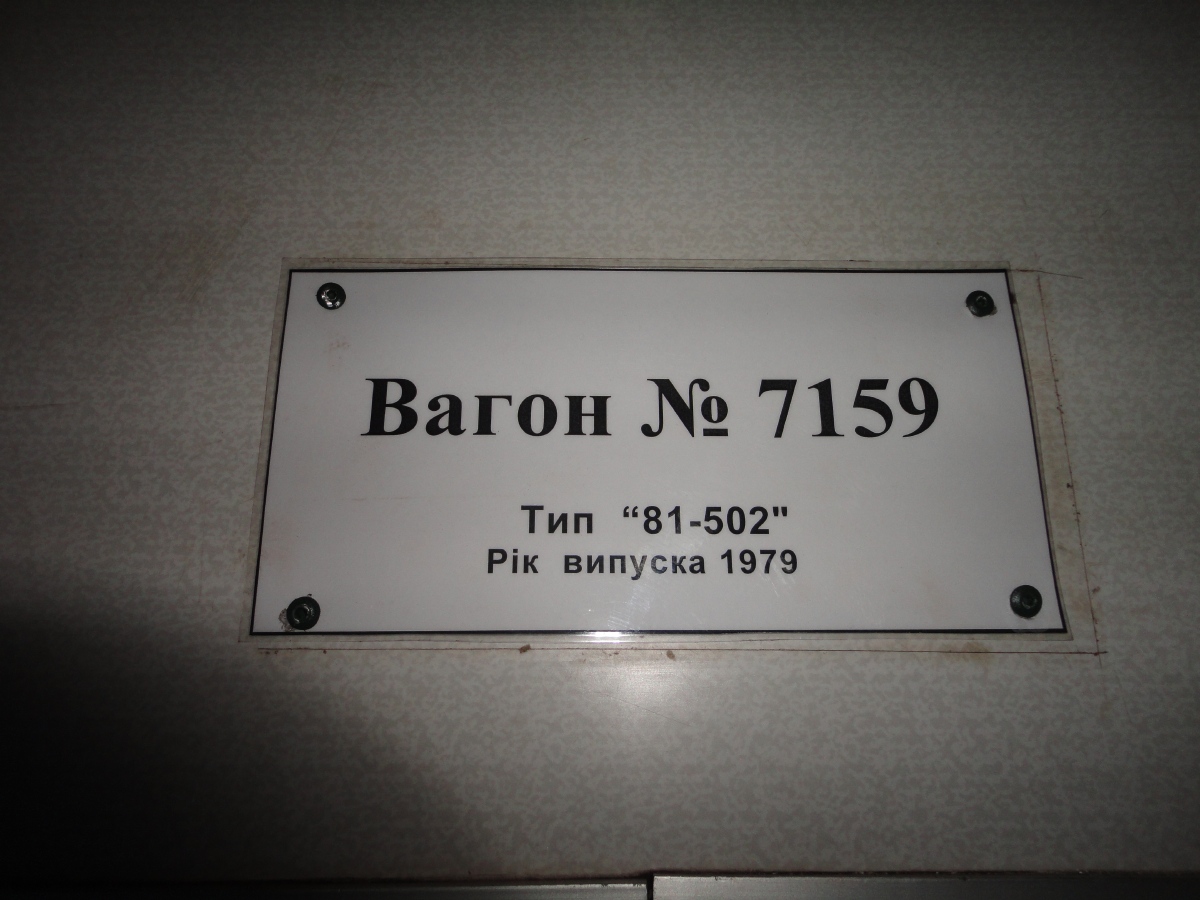 Вагон № 7159
Тип “81-502"
Рік випуска 1979